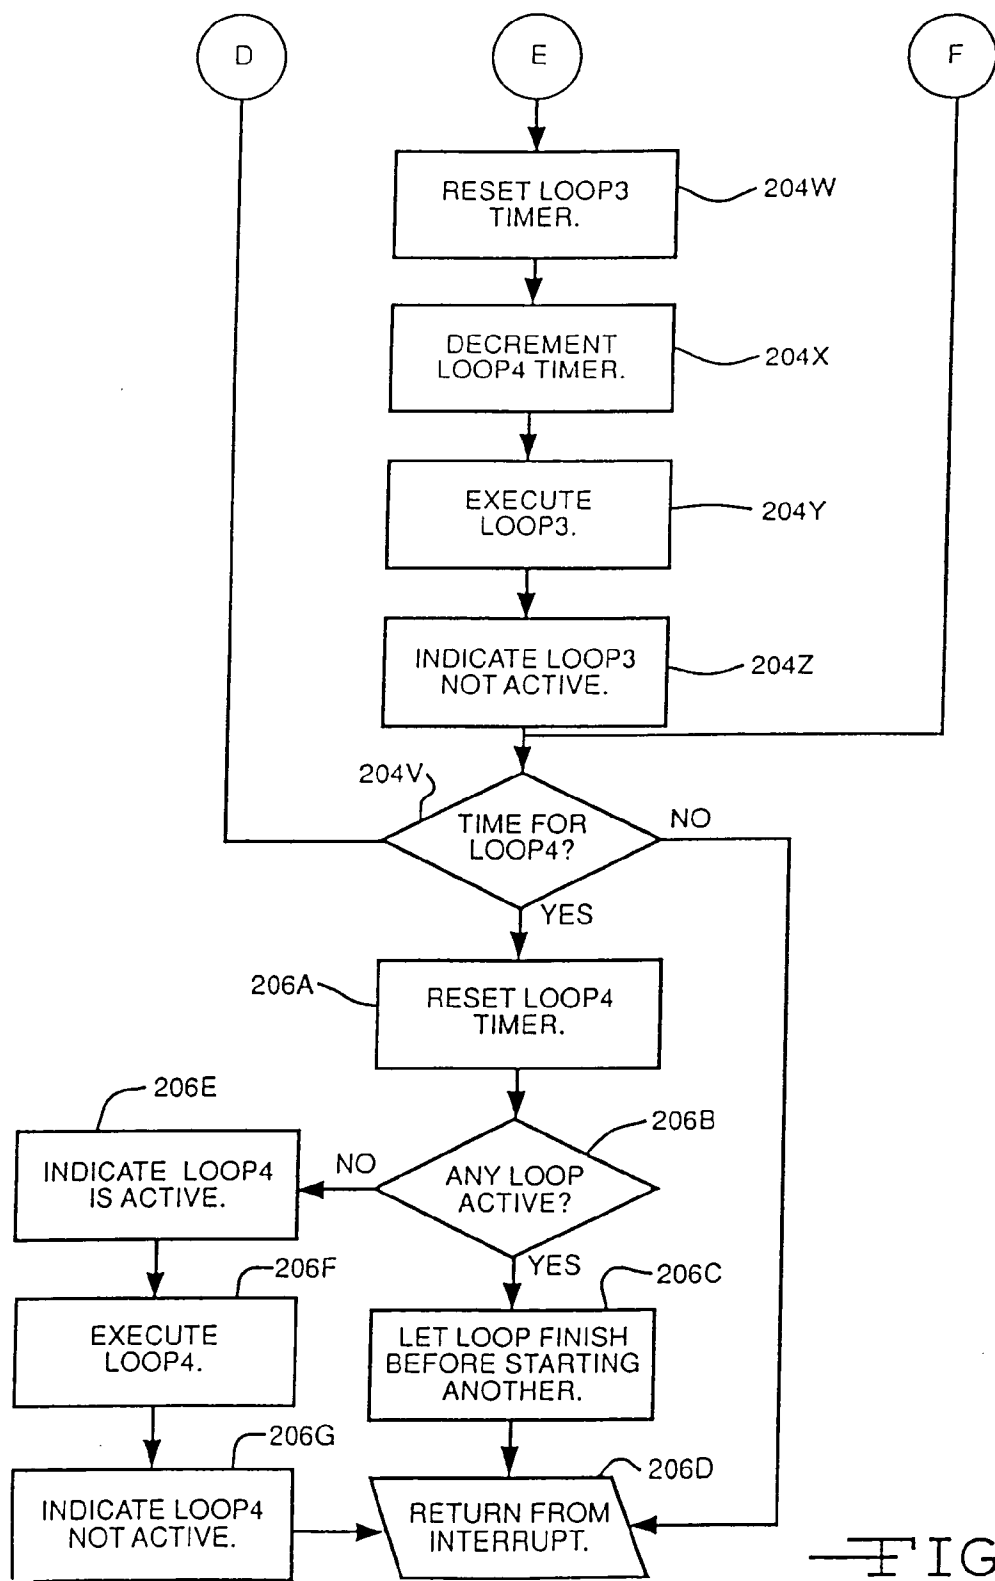 D
E
F
RESET LOOP3
TIMER.
204W
DECREMENT
LOOP4 TIMER.
204X
EXECUTE
LOOP3.
204Y
INDICATE LOOP3
NOT ACTIVE.
204Z
204V
TIME FOR
LOOP4?
NO
YES
206A
RESET LOOP4
TIMER.
206E
206B
INDICATE LOOP4
IS ACTIVE.
NO
ANY LOOP
ACTIVE?
YES
206F
206C
EXECUTE
LOOP4.
LET LOOP FINISH
BEFORE STARTING
ANOTHER.
206G
206D
INDICATE LOOP4
NOT ACTIVE.
RETURN FROM
INTERRUPT.
FIG